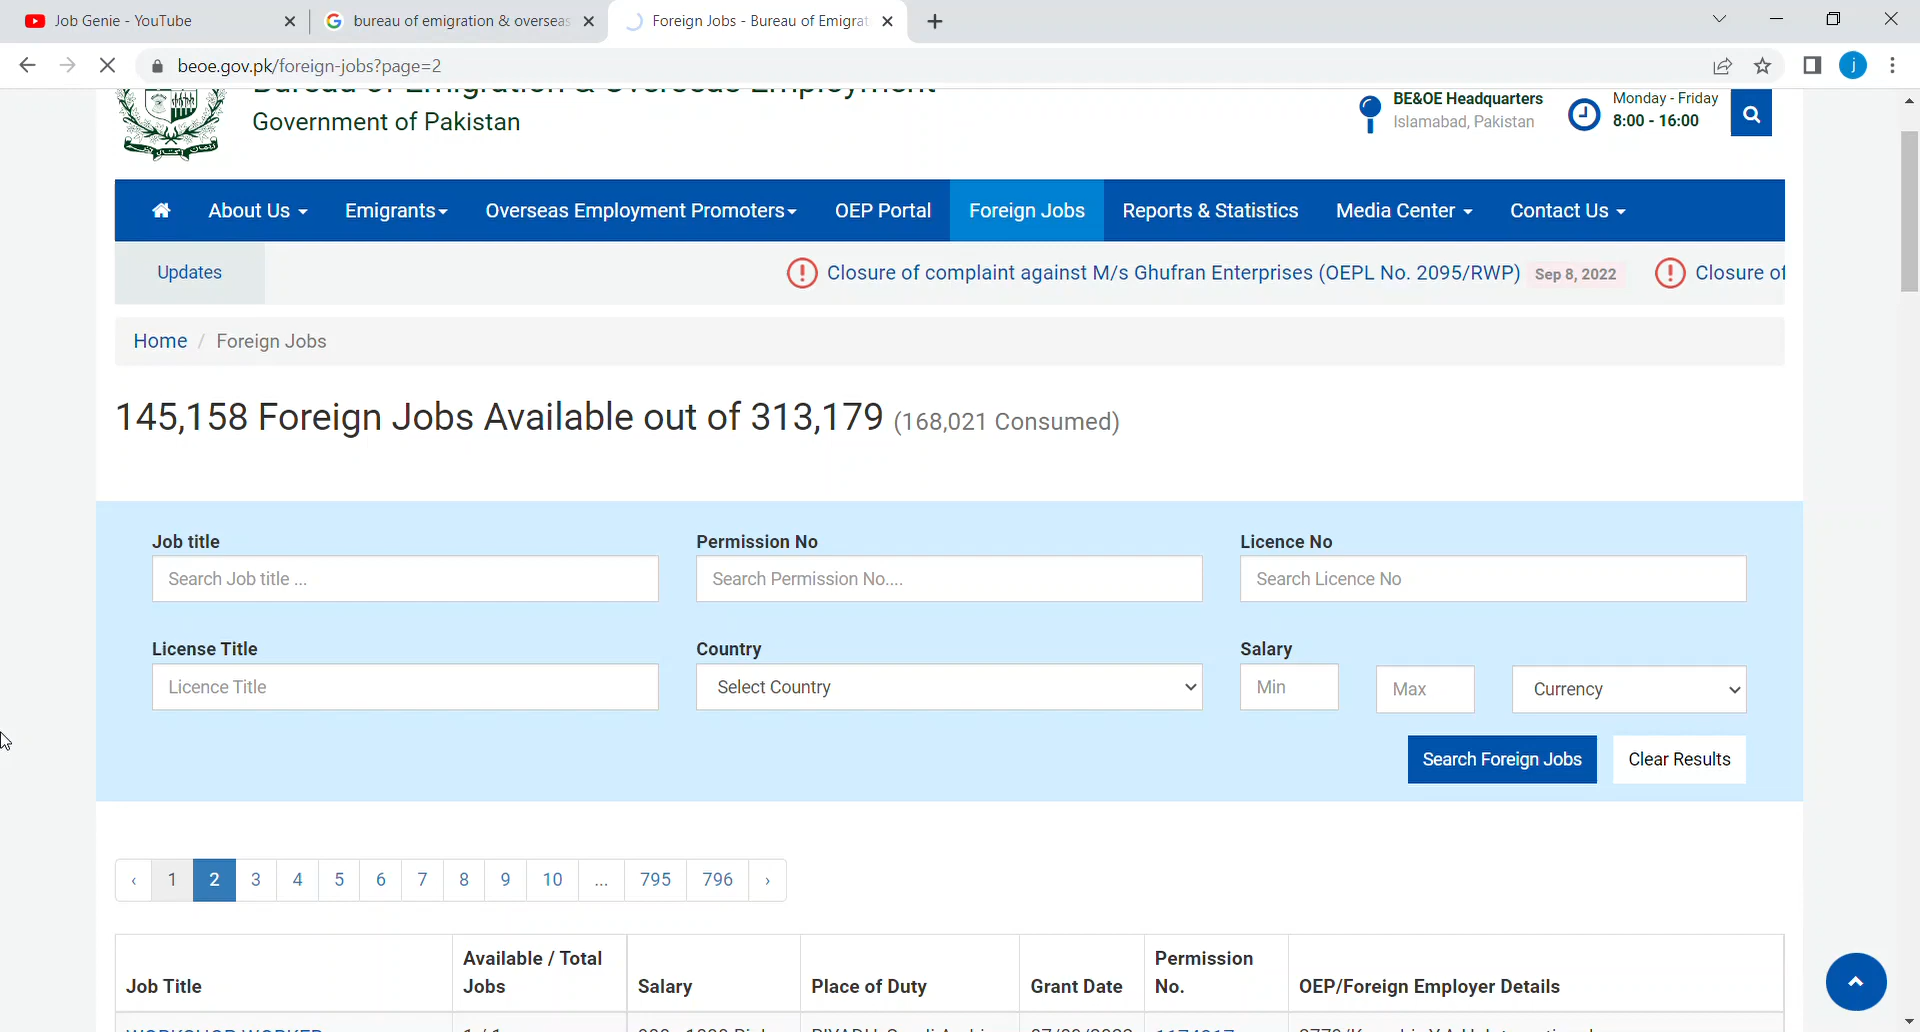 Job Genie - YouTube
bureau of emigration & overseas
Foreign Jobs - Bureau of Emigrat
beoe.gov.pk/foreign-jobs?page=2
j
Bureau of Emigration & Overseas Employment
Government of Pakistan
BE&OE Headquarters
Islamabad, Pakistan
Monday - Friday
8:00 - 16:00
About Us
Emigrants
Overseas Employment Promoters
OEP Portal
Foreign Jobs
Reports & Statistics
Media Center
Contact Us
Updates
Closure of complaint against M/s Ghufran Enterprises (OEPL No. 2095/RWP) Sep 8, 2022
Closure of
Home / Foreign Jobs
145,158 Foreign Jobs Available out of 313,179 (168,021 Consumed)
Job title
Permission No
Licence No
Search Job title ...
Search Permission No....
Search Licence No
License Title
Country
Salary
Licence Title
Select Country
Min
Max
Currency
Search Foreign Jobs
Clear Results
‹ 1 2 3 4 5 6 7 8 9 10 ... 795 796 ›
Job Title
Available / Total Jobs
Salary
Place of Duty
Grant Date
Permission No.
OEP/Foreign Employer Details